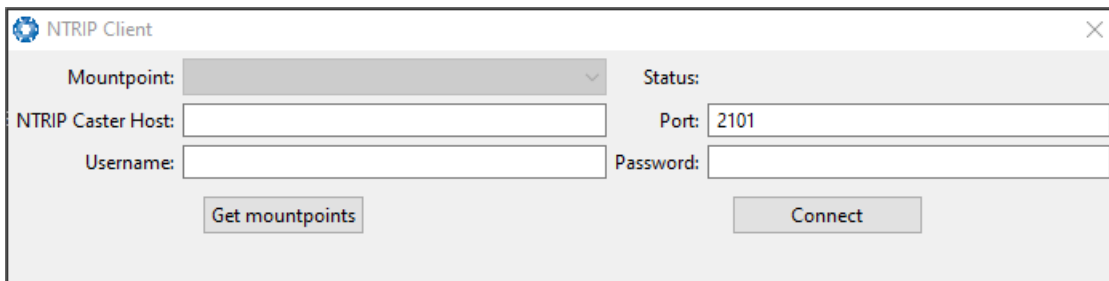 NTRIP Client
Mountpoint: Status:
NTRIP Caster Host: Port: 2101
Username: Password:
Get mountpoints Connect